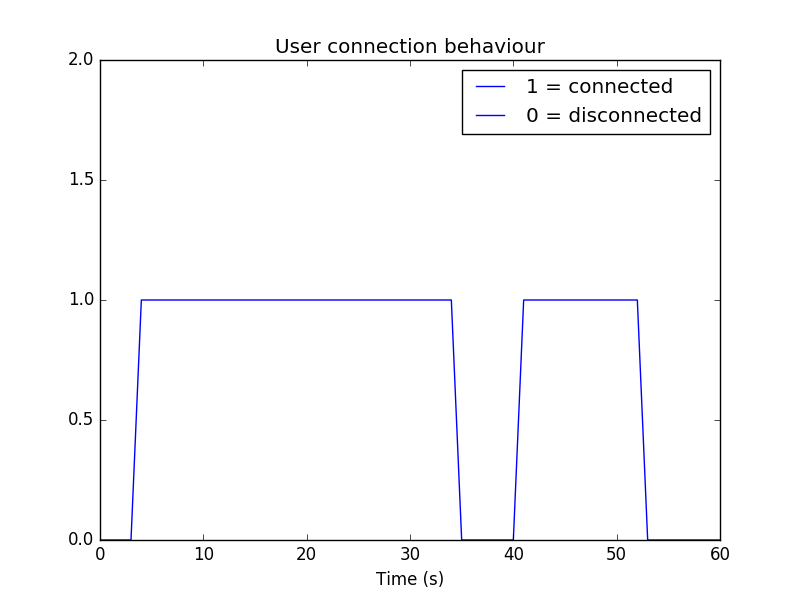 User connection behaviour
1 = connected
0 = disconnected
2.0
1.5
1.0
0.5
0.0
0 10 20 30 40 50 60
Time (s)